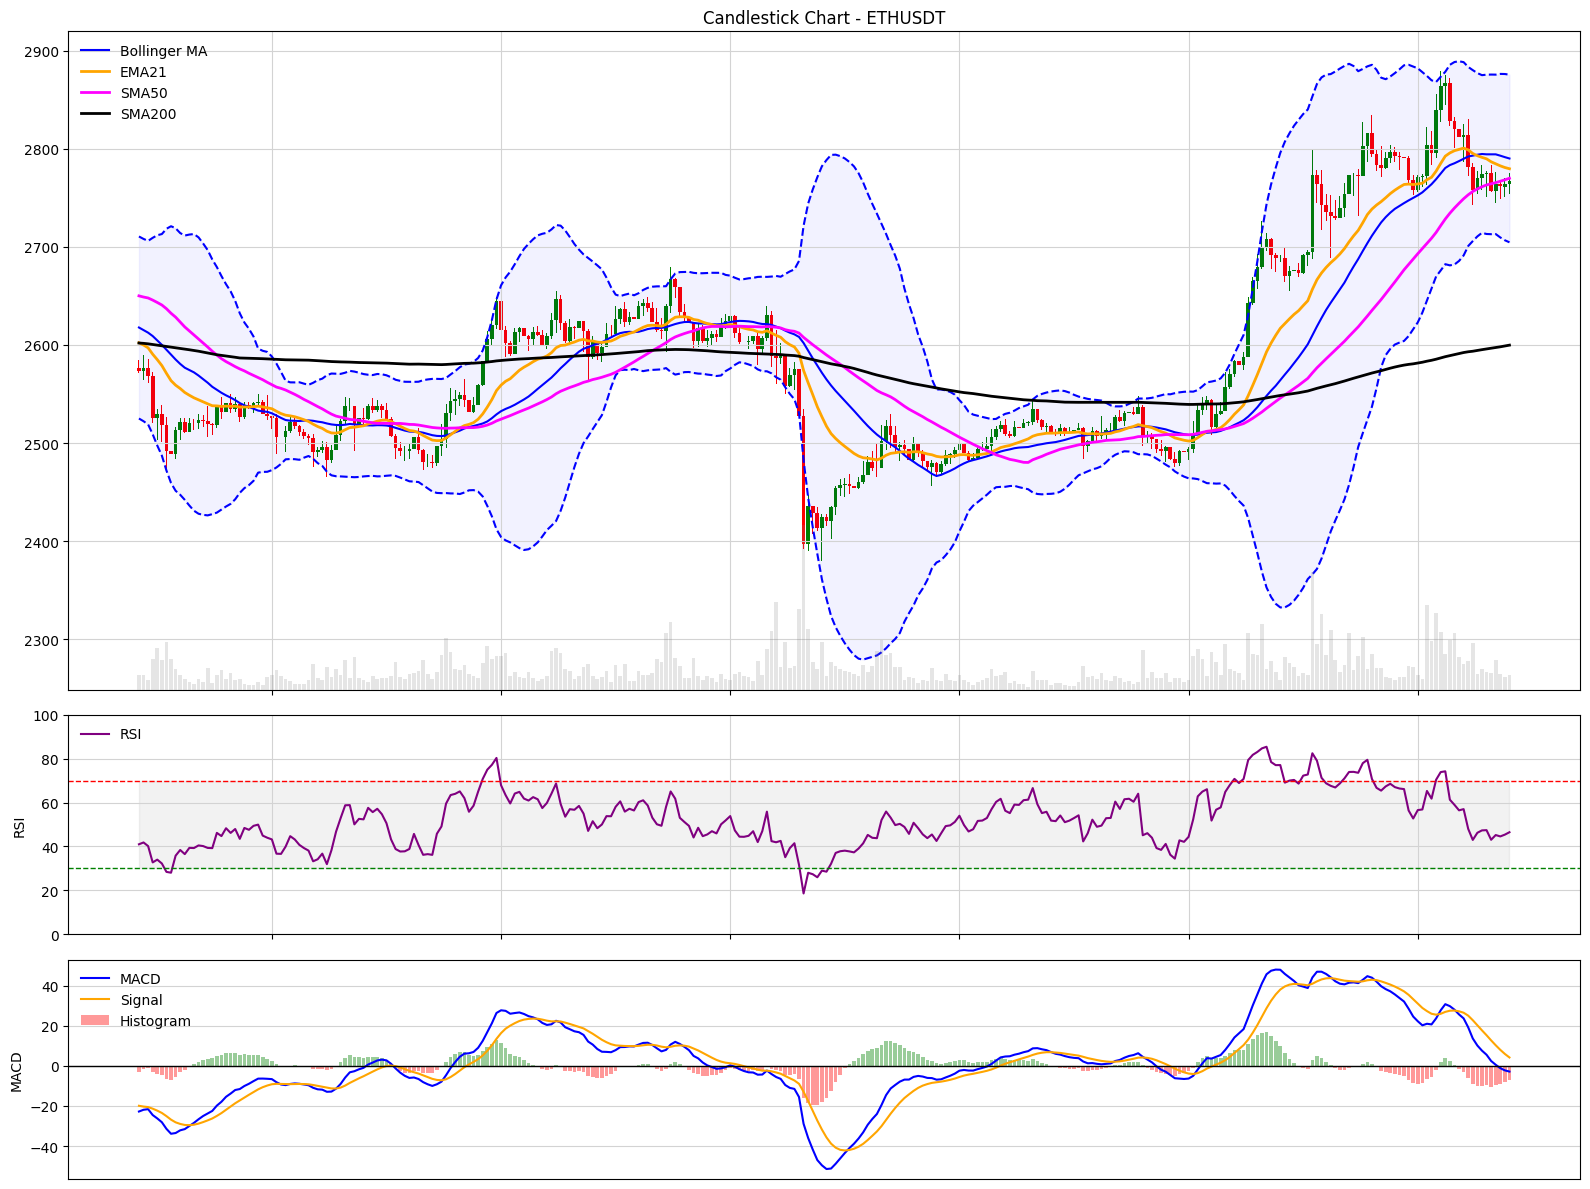 Candlestick Chart - ETHUSDT
Bollinger MA
EMA21
SMA50
SMA200
2900
2800
2700
2600
2500
2400
2300
RSI
RSI
100
80
60
40
20
0
MACD
Signal
Histogram
MACD
40
20
0
−20
−40